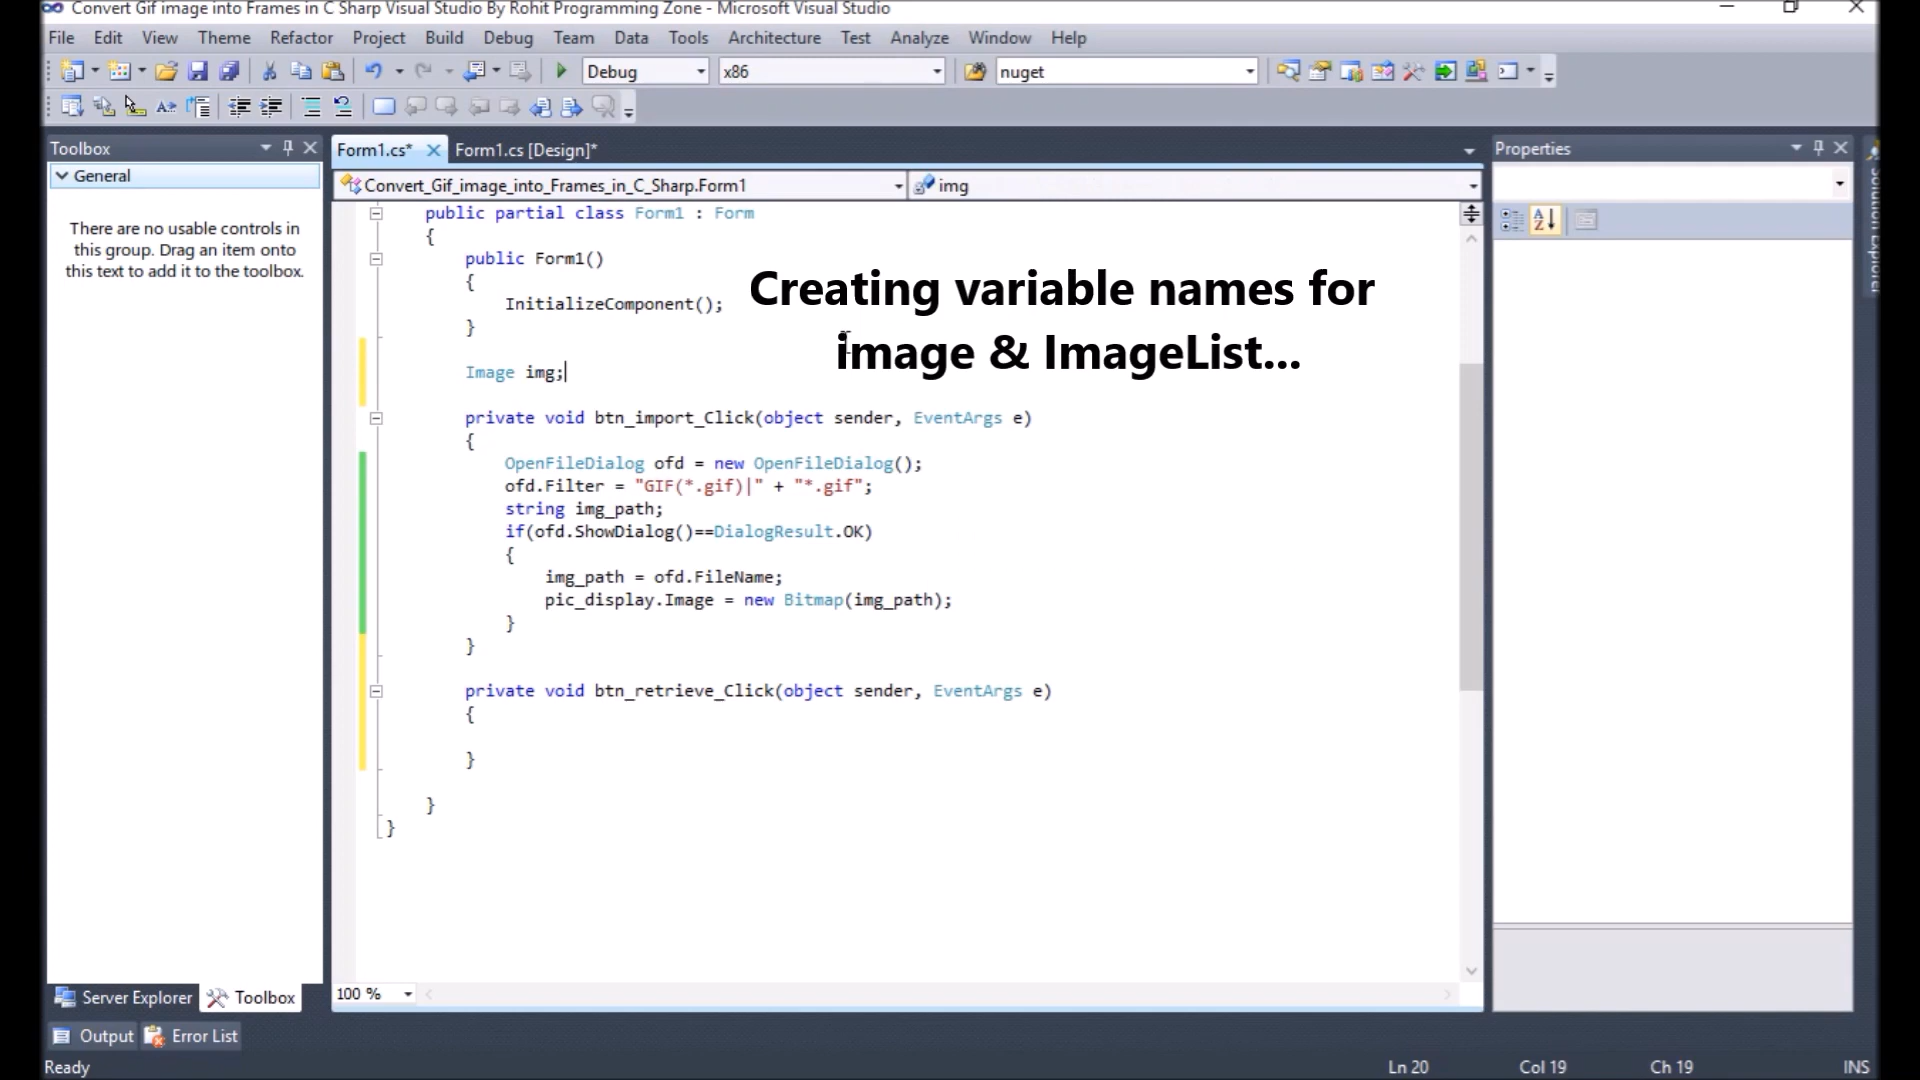 Convert Gif image into Frames in C Sharp Visual Studio By Rohit Programming Zone - Microsoft Visual Studio
File Edit View Theme Refactor Project Build Debug Team Data Tools Architecture Test Analyze Window Help
Debug x86 nuget
Toolbox
General
There are no usable controls in
this group. Drag an item onto
this text to add it to the toolbox.
Form1.cs* Form1.cs [Design]*
Convert_Gif_image_into_Frames_in_C_Sharp.Form1 img
public partial class Form1 : Form
{
public Form1()
{
InitializeComponent();
}
Image img;
private void btn_import_Click(object sender, EventArgs e)
{
OpenFileDialog ofd = new OpenFileDialog();
ofd.Filter = "GIF(*.gif)|" + "*.gif";
string img_path;
if(ofd.ShowDialog()==DialogResult.OK)
{
img_path = ofd.FileName;
pic_display.Image = new Bitmap(img_path);
}
}
private void btn_retrieve_Click(object sender, EventArgs e)
{
}
}
}
Creating variable names for
image & ImageList...
100 %
Properties
Solution Explorer
Server Explorer Toolbox
Output Error List
Ready Ln 20 Col 19 Ch 19 INS